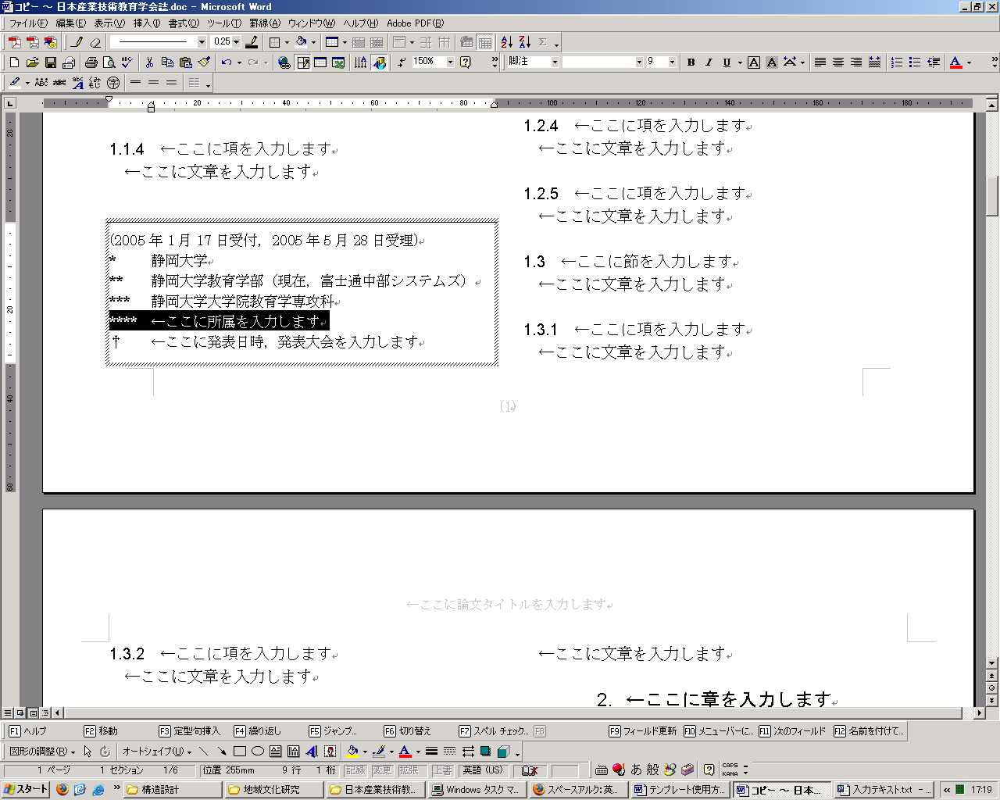 コピー ～ 日本産業技術教育学会誌.doc - Microsoft Word
ファイル(F) 編集(E) 表示(V) 挿入(I) 書式(O) ツール(T) 罫線(A) ウィンドウ(W) ヘルプ(H) Adobe PDF(B)
0.25
150% 脚注 9 B I U A A A
20 40 60 80 100 120 140 160 180
1.1.4 ←ここに項を入力します
←ここに文章を入力します
(2005 年 1 月 17 日受付，2005 年 5 月 28 日受理)
* 静岡大学
** 静岡大学教育学部（現在，富士通中部システムズ）
*** 静岡大学大学院教育学専攻科
**** ←ここに所属を入力します
† ←ここに発表日時，発表大会を入力します
1.2.4 ←ここに項を入力します
←ここに文章を入力します
1.2.5 ←ここに項を入力します
←ここに文章を入力します
1.3 ←ここに節を入力します
←ここに文章を入力します
1.3.1 ←ここに項を入力します
←ここに文章を入力します
(1)
←ここに論文タイトルを入力します
1.3.2 ←ここに項を入力します
←ここに文章を入力します
←ここに文章を入力します
2. ←ここに章を入力します
F1 ヘルプ F2 移動 F3 定型句挿入 F4 繰り返し F5 ジャンプ... F6 切り替え F7 スペル チェック... F8 F9 フィールド更新 F10 メニューバーに... F11 次のフィールド F12 名前を付けて...
図形の調整(R) オートシェイプ(U)
1 ページ 1 セクション 1/6 位置 255mm 9 行 1 桁 記録 変更 拡張 上書 英語 (US) あ 般 CAPS KANA
スタート 構造設計 地域文化研究 日本産業技術教... Windows タスク マ... スペースアルク: 英... テンプレート使用方... コピー ～ 日本... 入力テキスト.txt - ... 17:19